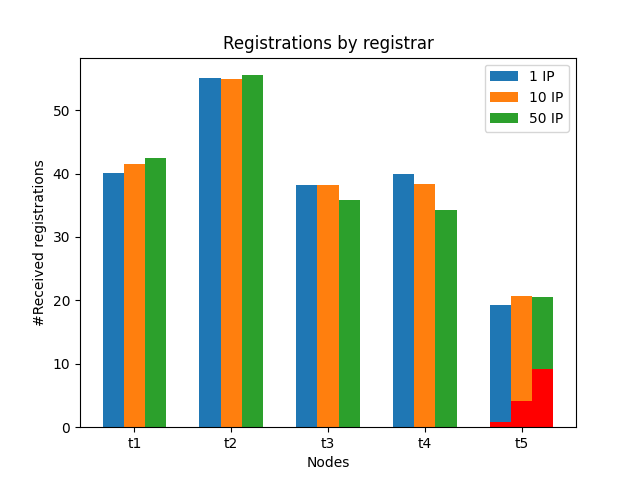 Registrations by registrar
1 IP
10 IP
50 IP
#Received registrations
50
40
30
20
10
0
t1 t2 t3 t4 t5
Nodes